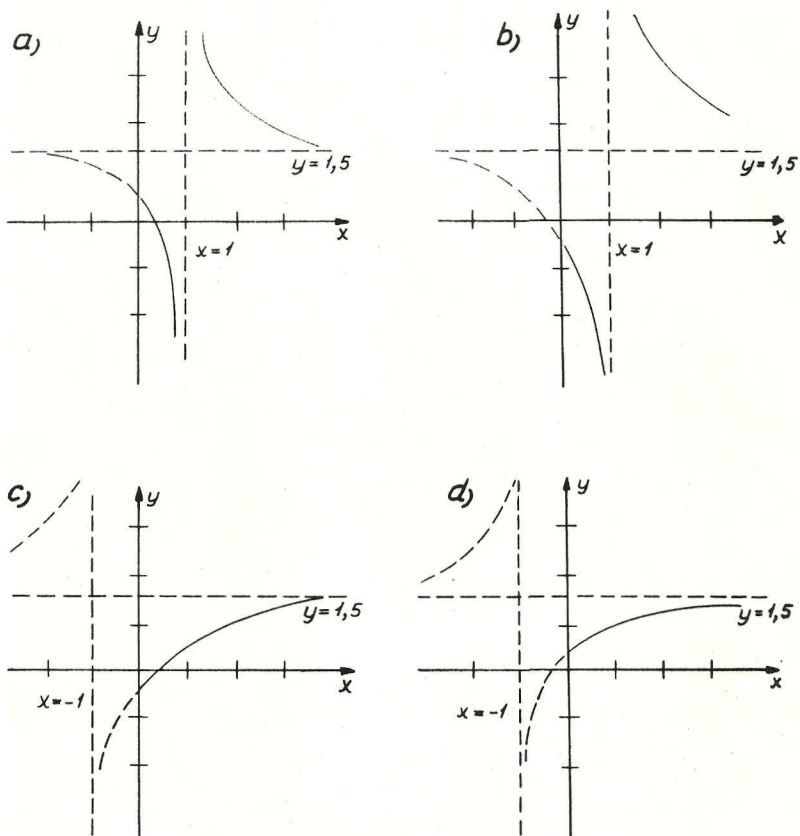 a) y
y=1,5
x
x=1
b) y
y=1,5
x
x=1
c) y
y=1,5
x
x=-1
d) y
y=1,5
x
x=-1